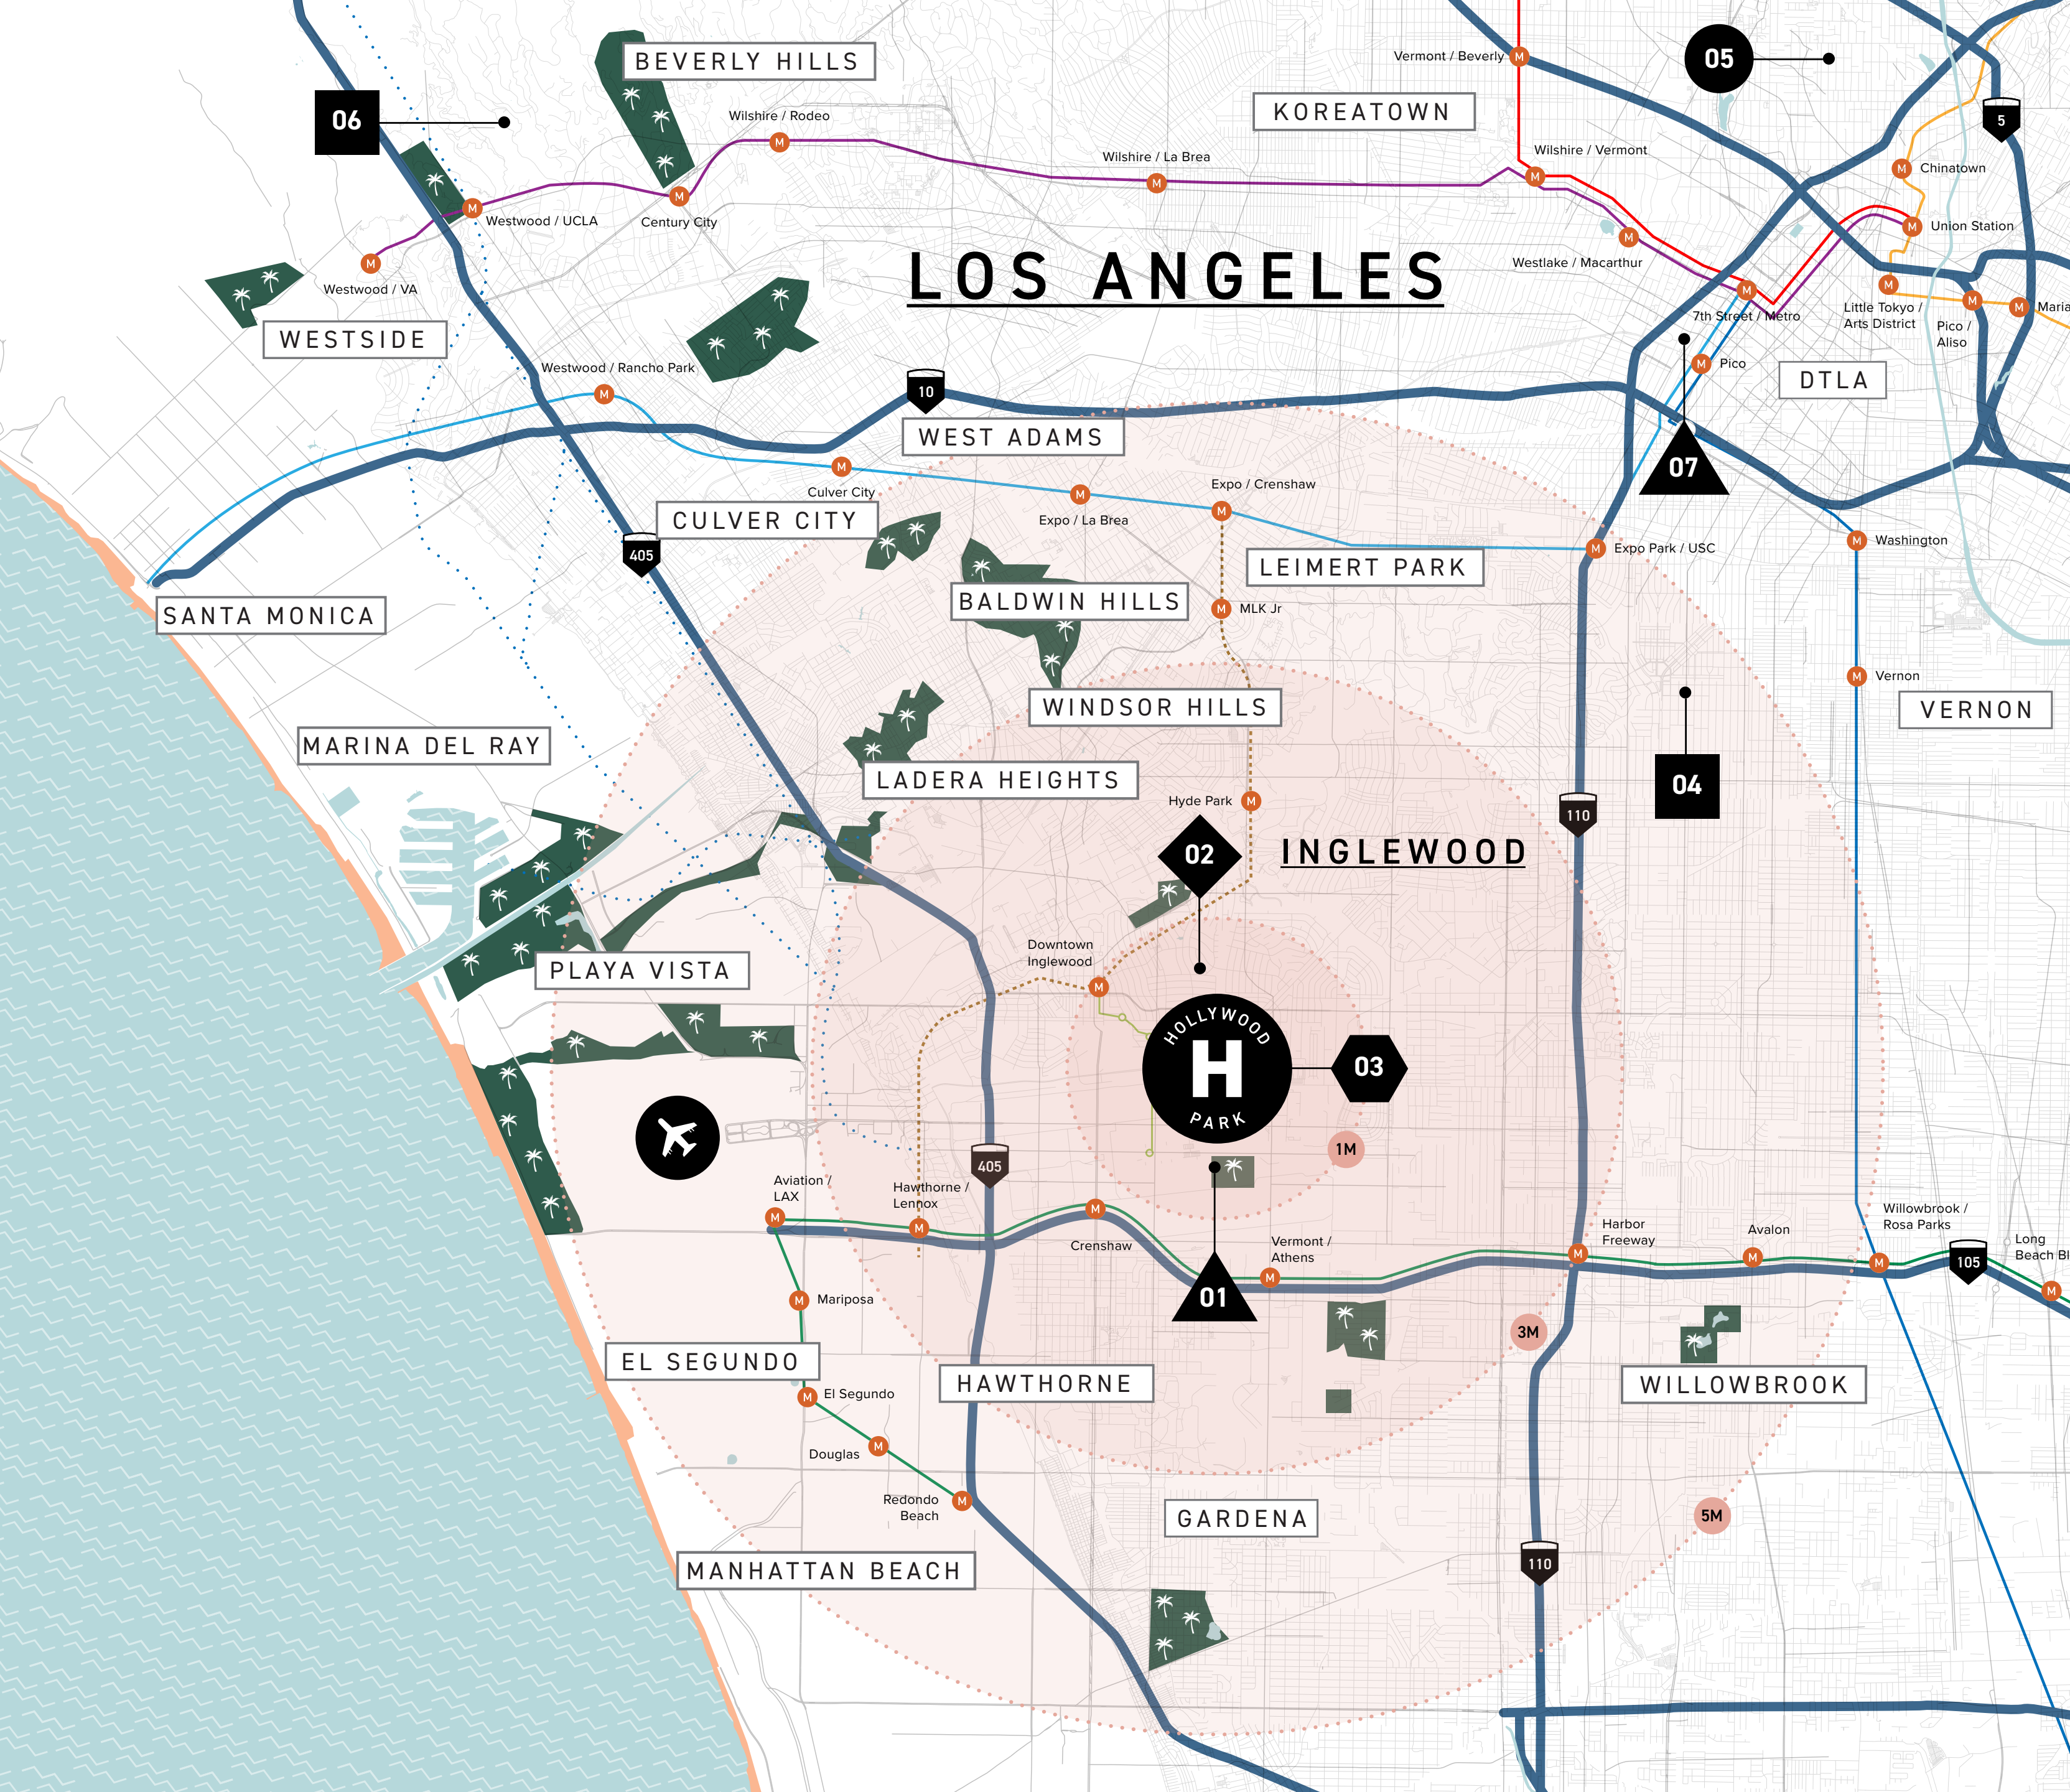 BEVERLY HILLS
05
Vermont / Beverly
KOREATOWN
06
5
Wilshire / Rodeo
Wilshire / La Brea
Wilshire / Vermont
Chinatown
Westwood / UCLA
Century City
Union Station
Westwood / VA
LOS ANGELES
Westlake / Macarthur
WESTSIDE
7th Street / Metro
Little Tokyo /
Arts District
Pico /
Aliso
Maria
Westwood / Rancho Park
Pico
DTLA
10
WEST ADAMS
07
Culver City
Expo / Crenshaw
CULVER CITY
Expo / La Brea
405
LEIMERT PARK
Expo Park / USC
Washington
SANTA MONICA
BALDWIN HILLS
MLK Jr
Vernon
WINDSOR HILLS
VERNON
MARINA DEL RAY
LADERA HEIGHTS
04
Hyde Park
110
02
INGLEWOOD
Downtown
Inglewood
PLAYA VISTA
HOLLYWOOD
H
PARK
03
1M
405
Aviation /
LAX
Hawthorne /
Lennox
Crenshaw
Vermont /
Athens
01
Harbor
Freeway
Avalon
Willowbrook /
Rosa Parks
105
Long
Beach Bl
Mariposa
3M
EL SEGUNDO
HAWTHORNE
WILLOWBROOK
El Segundo
Douglas
Redondo
Beach
GARDENA
5M
110
MANHATTAN BEACH